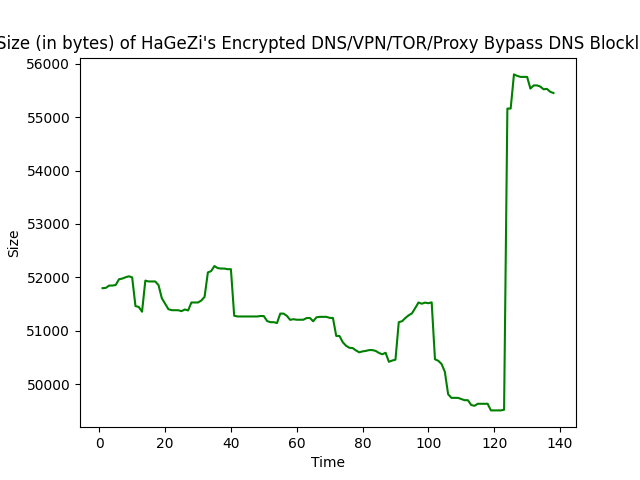 Size (in bytes) of HaGeZi's Encrypted DNS/VPN/TOR/Proxy Bypass DNS Blockl
56000
55000
54000
53000
52000
51000
50000
Size
0 20 40 60 80 100 120 140
Time